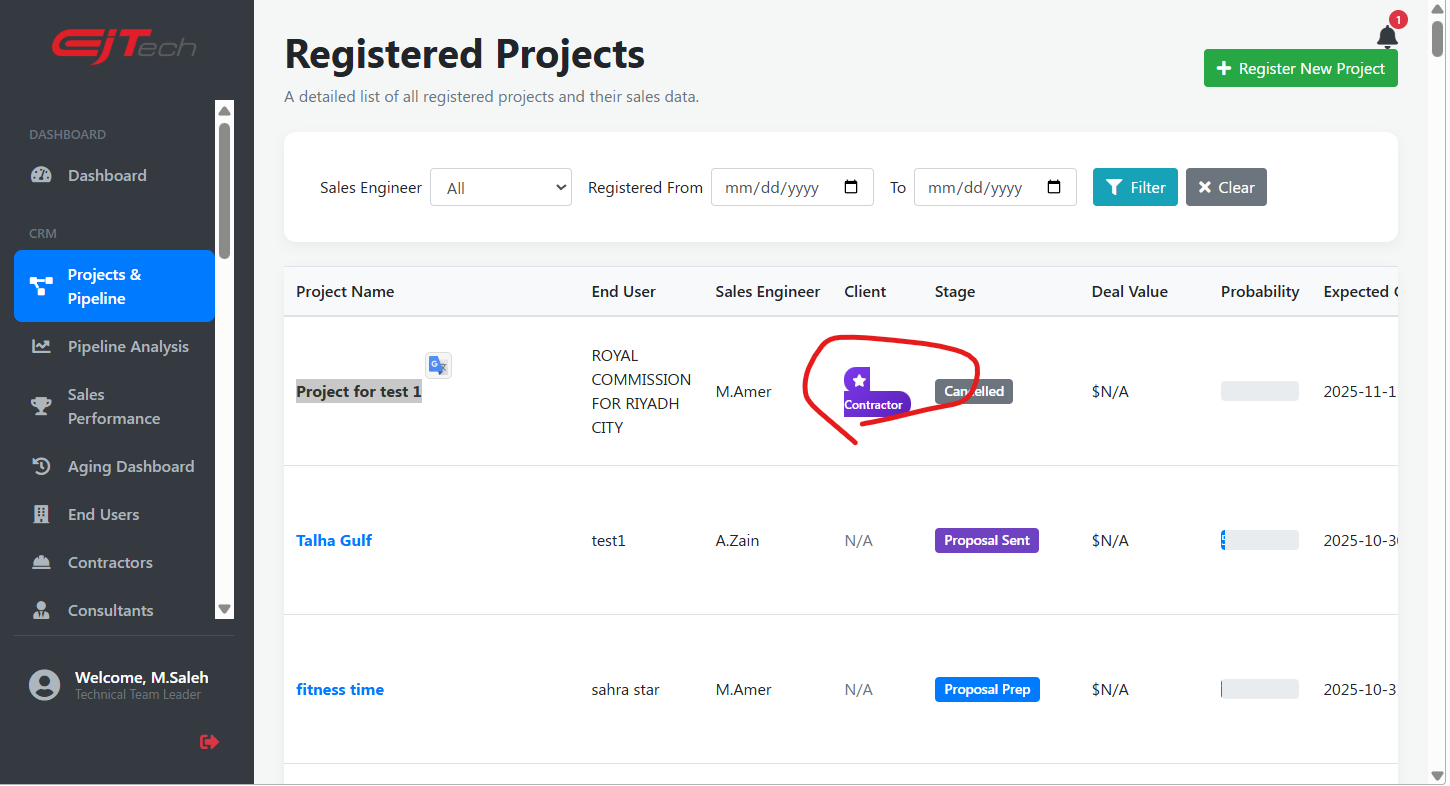 EjTech
1
Registered Projects
+ Register New Project
A detailed list of all registered projects and their sales data.
DASHBOARD
Dashboard
CRM
Projects &
Pipeline
Pipeline Analysis
Sales
Performance
Aging Dashboard
End Users
Contractors
Consultants
Welcome, M.Saleh
Technical Team Leader
Sales Engineer All Registered From mm/dd/yyyy To mm/dd/yyyy Filter Clear
Project Name End User Sales Engineer Client Stage Deal Value Probability Expected
Project for test 1
ROYAL
COMMISSION
FOR RIYADH
CITY
M.Amer
Contractor
Cancelled
$N/A
2025-11-1
Talha Gulf test1 A.Zain N/A Proposal Sent $N/A 2025-10-30
fitness time sahra star M.Amer N/A Proposal Prep $N/A 2025-10-3